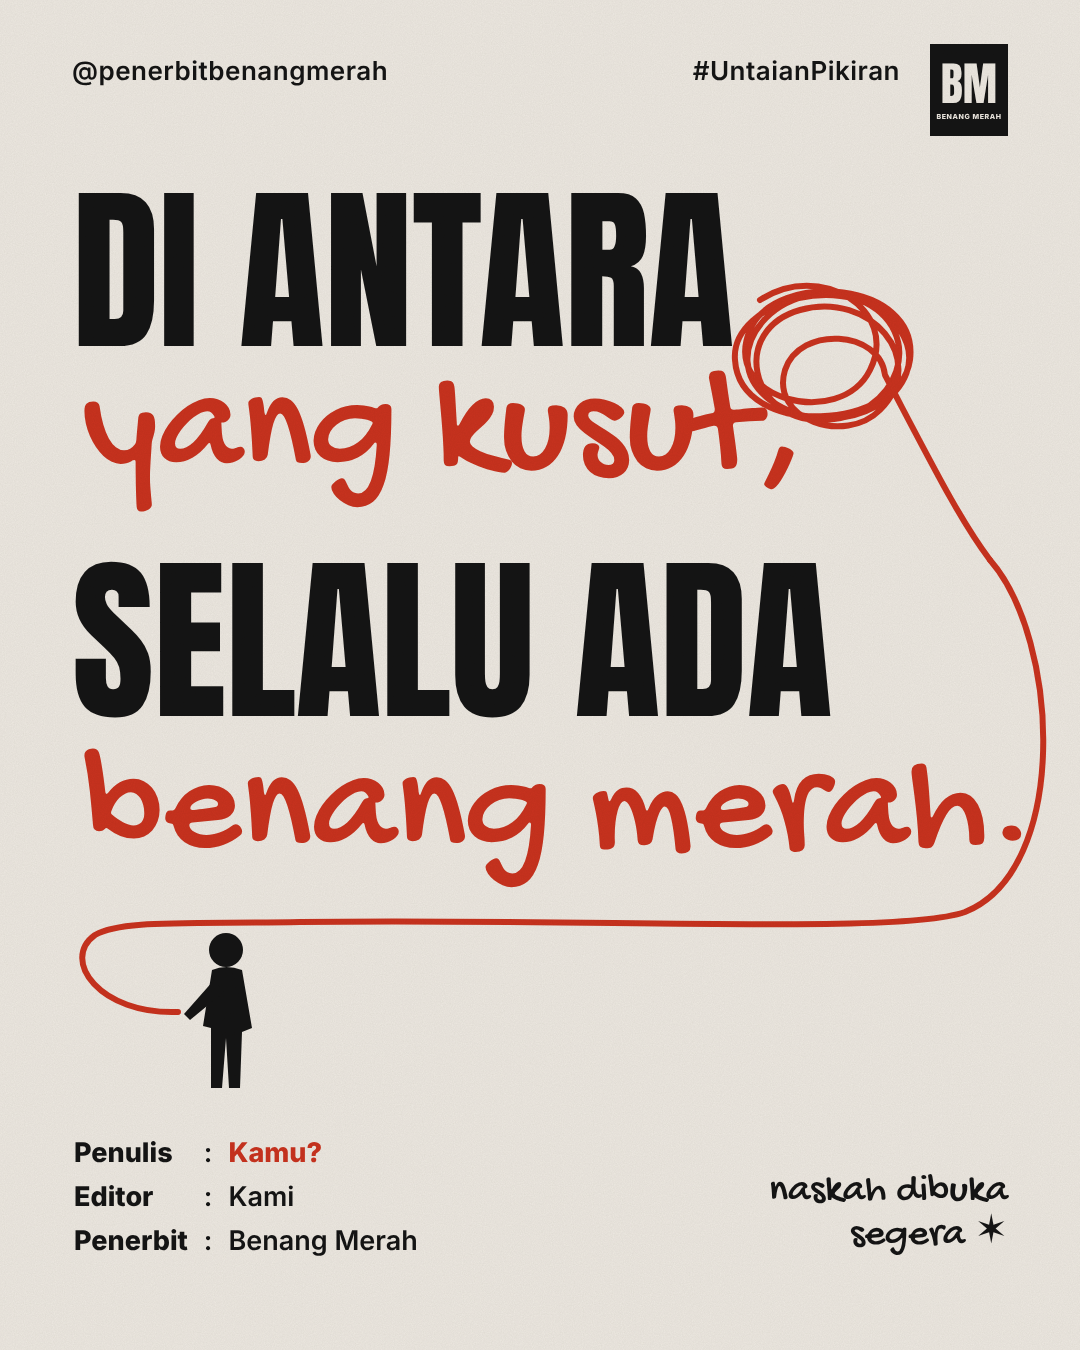 @penerbitbenangmerah
#UntaianPikiran
BM
BENANG MERAH
DI ANTARA
yang kusut,
SELALU ADA
benang merah.
Penulis : Kamu?
Editor : Kami
Penerbit : Benang Merah
naskah dibuka
segera ✶